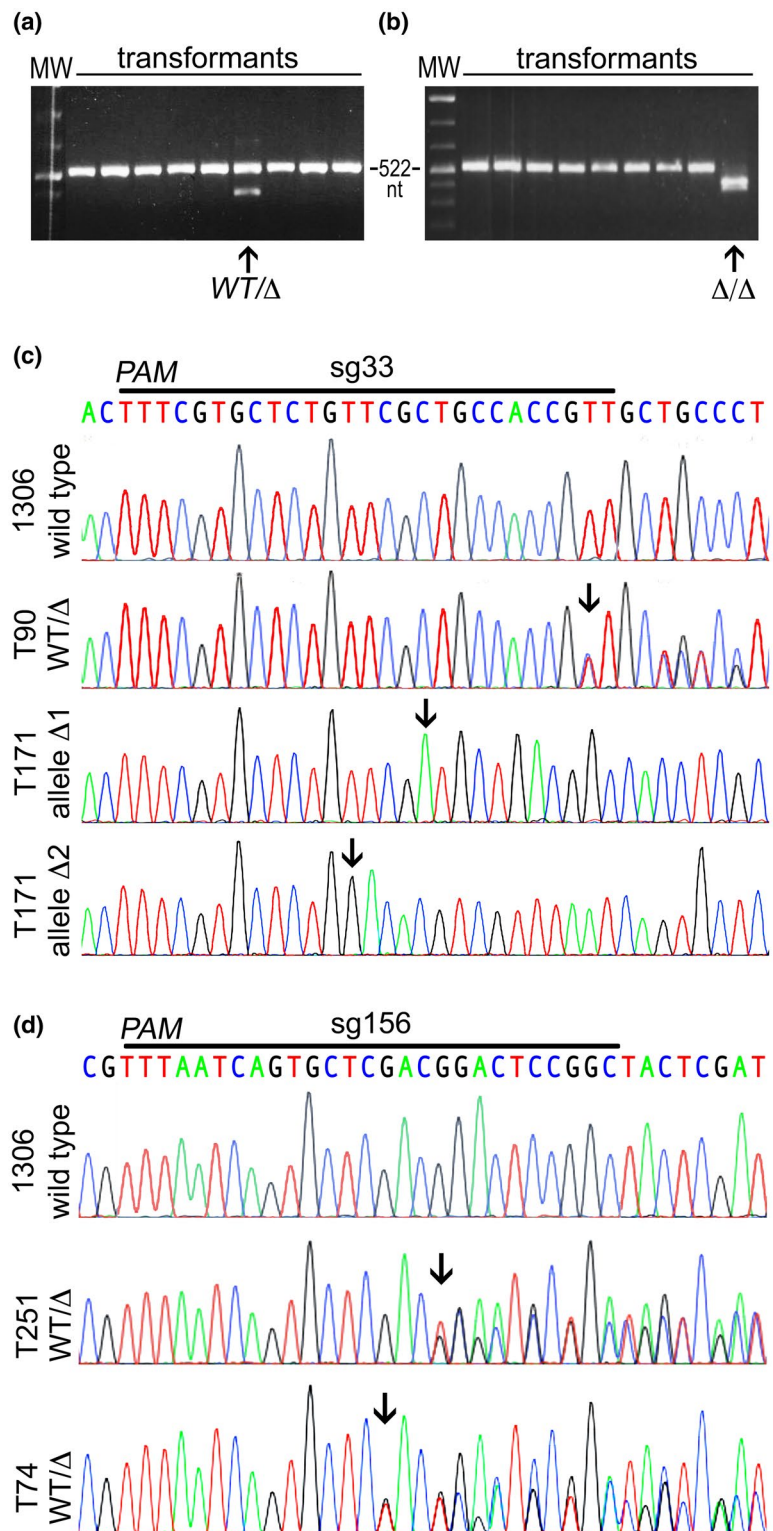 (a)
MW transformants
WT/Δ
(b)
MW transformants
-522-
nt
Δ/Δ
(c)
PAM sg33
ACTTTCGTGCTCTGTTCGCTGCCACCGTTGCTGCCCT
1306
wild type
T90
WT/Δ
T171
allele Δ1
T171
allele Δ2
(d)
PAM sg156
CGTTTAATCAGTGCTCGACGGACTCCGGCTACTCGAT
1306
wild type
T251
WT/Δ
T74
WT/Δ